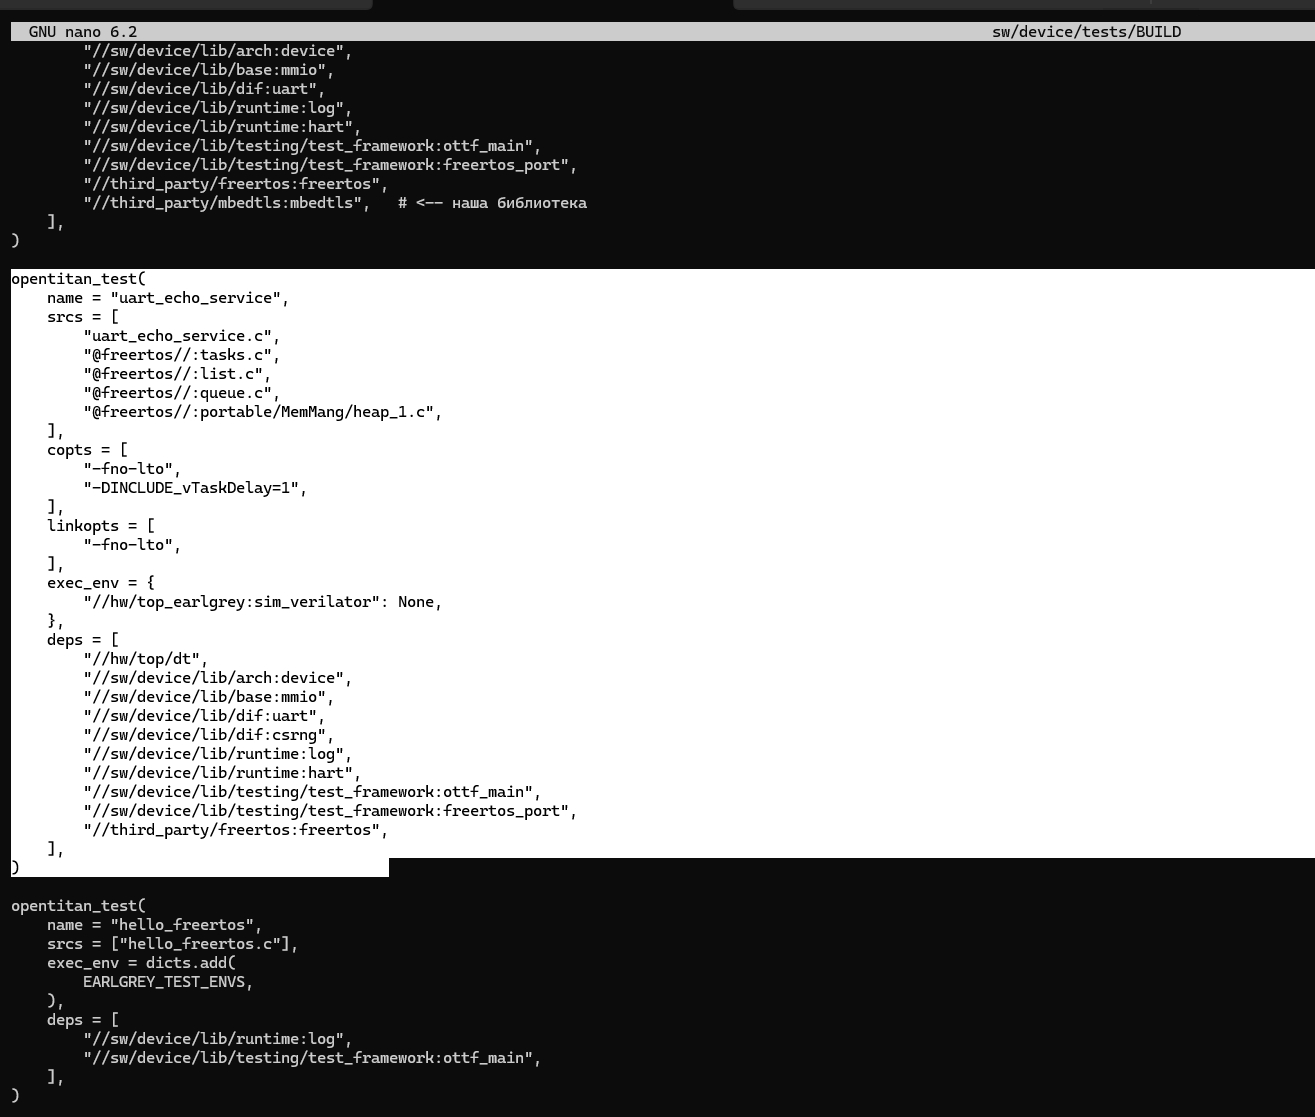 GNU nano 6.2 sw/device/tests/BUILD
        "//sw/device/lib/arch:device",
        "//sw/device/lib/base:mmio",
        "//sw/device/lib/dif:uart",
        "//sw/device/lib/runtime:log",
        "//sw/device/lib/runtime:hart",
        "//sw/device/lib/testing/test_framework:ottf_main",
        "//sw/device/lib/testing/test_framework:freertos_port",
        "//third_party/freertos:freertos",
        "//third_party/mbedtls:mbedtls",   # <-- наша библиотека
    ],
)

opentitan_test(
    name = "uart_echo_service",
    srcs = [
        "uart_echo_service.c",
        "@freertos//:tasks.c",
        "@freertos//:list.c",
        "@freertos//:queue.c",
        "@freertos//:portable/MemMang/heap_1.c",
    ],
    copts = [
        "-fno-lto",
        "-DINCLUDE_vTaskDelay=1",
    ],
    linkopts = [
        "-fno-lto",
    ],
    exec_env = {
        "//hw/top_earlgrey:sim_verilator": None,
    },
    deps = [
        "//hw/top/dt",
        "//sw/device/lib/arch:device",
        "//sw/device/lib/base:mmio",
        "//sw/device/lib/dif:uart",
        "//sw/device/lib/dif:csrng",
        "//sw/device/lib/runtime:log",
        "//sw/device/lib/runtime:hart",
        "//sw/device/lib/testing/test_framework:ottf_main",
        "//sw/device/lib/testing/test_framework:freertos_port",
        "//third_party/freertos:freertos",
    ],
)

opentitan_test(
    name = "hello_freertos",
    srcs = ["hello_freertos.c"],
    exec_env = dicts.add(
        EARLGREY_TEST_ENVS,
    ),
    deps = [
        "//sw/device/lib/runtime:log",
        "//sw/device/lib/testing/test_framework:ottf_main",
    ],
)